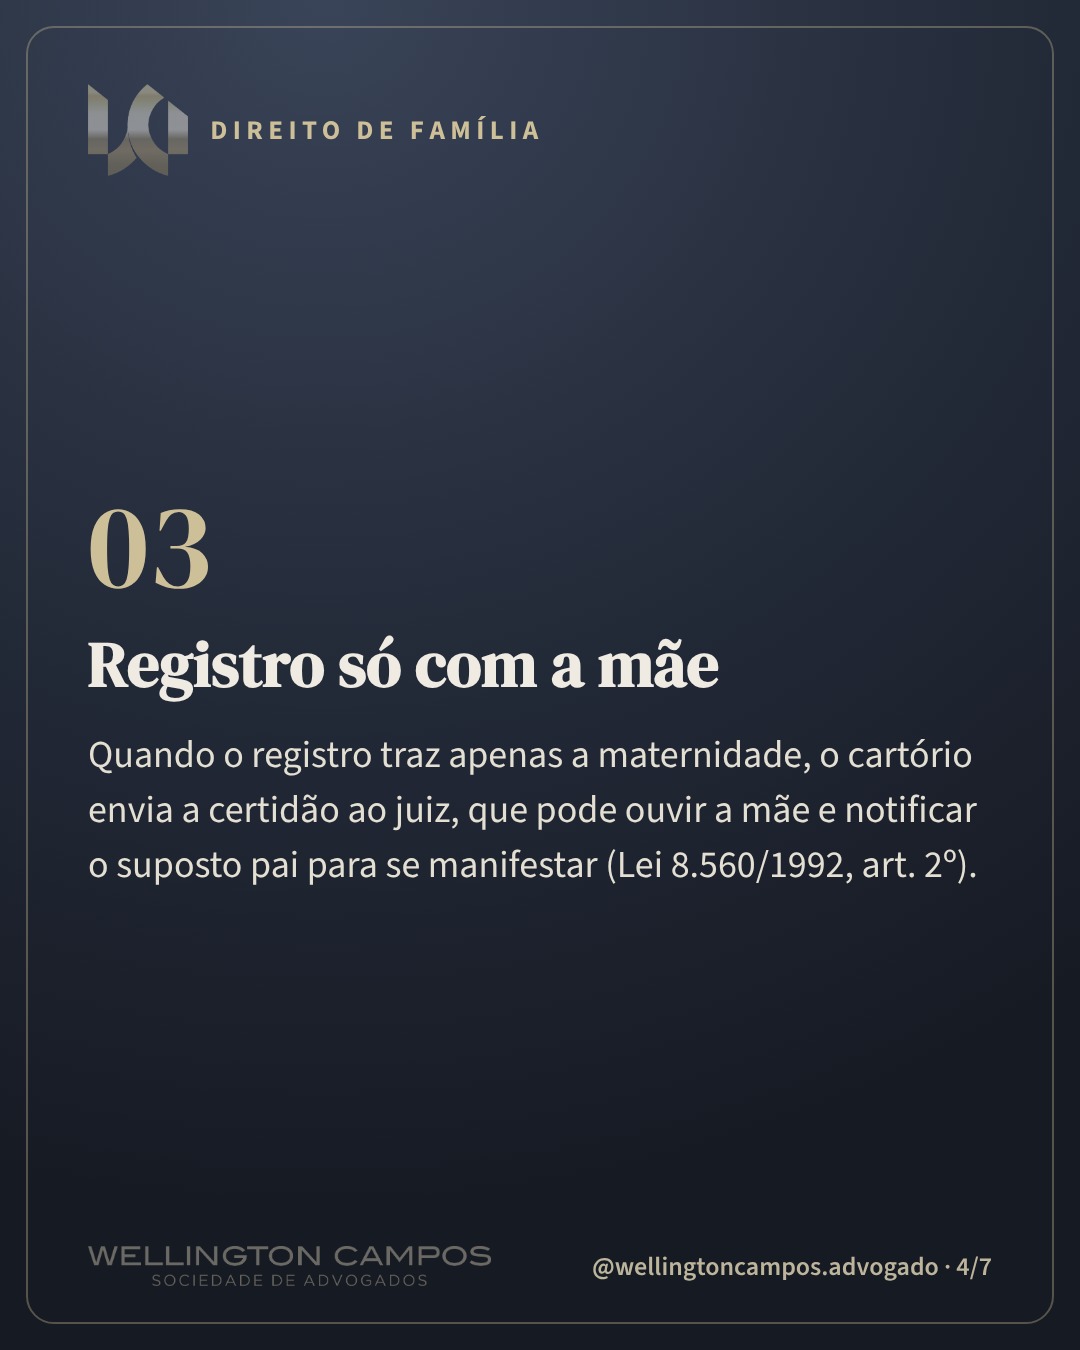 DIREITO DE FAMÍLIA
03
Registro só com a mãe
Quando o registro traz apenas a maternidade, o cartório
envia a certidão ao juiz, que pode ouvir a mãe e notificar
o suposto pai para se manifestar (Lei 8.560/1992, art. 2º).
WELLINGTON CAMPOS
SOCIEDADE DE ADVOGADOS
@wellingtoncampos.advogado · 4/7